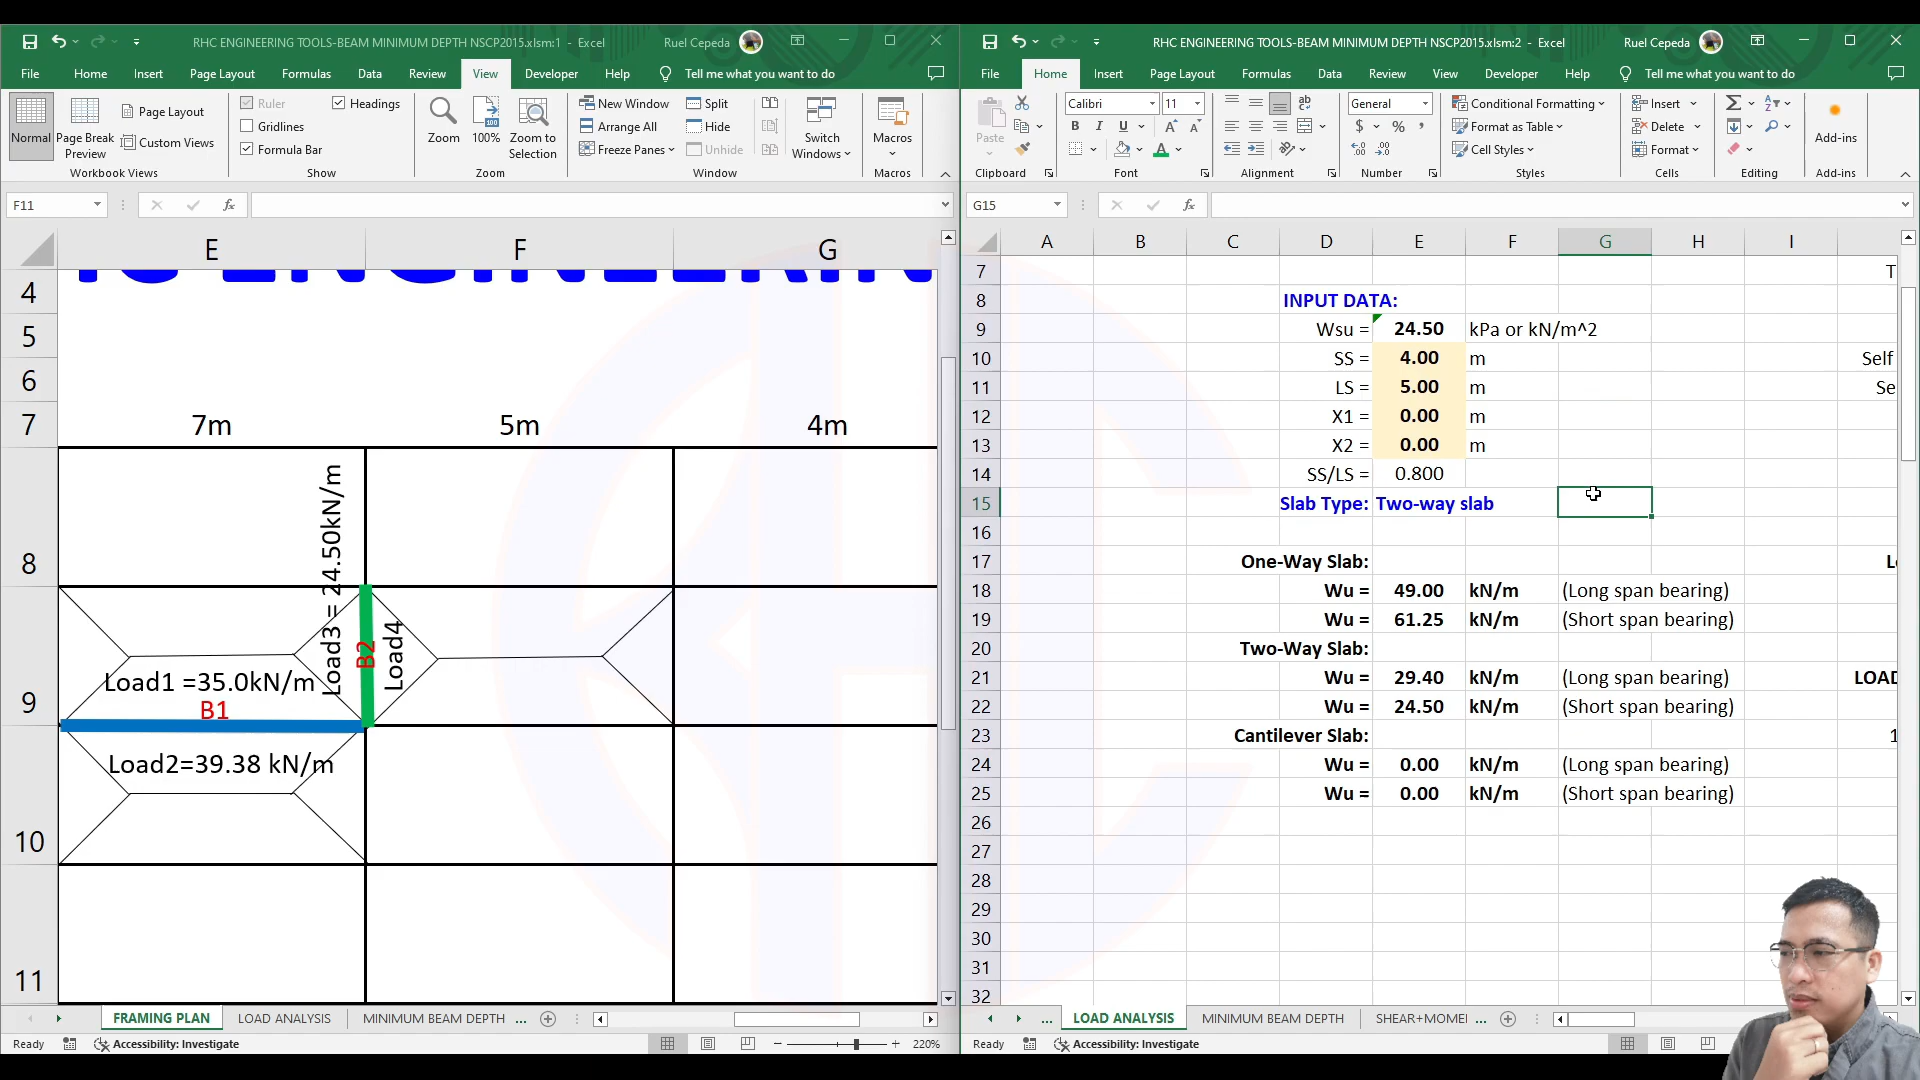 RHC ENGINEERING TOOLS-BEAM MINIMUM DEPTH NSCP2015.xlsm:1 - Excel
Ruel Cepeda
File Home Insert Page Layout Formulas Data Review View Developer Help Tell me what you want to do
Normal
Page Break Preview
Page Layout
Custom Views
Workbook Views
Ruler
Gridlines
Formula Bar
Headings
Show
Zoom
100%
Zoom to Selection
Zoom
New Window
Arrange All
Freeze Panes
Split
Hide
Unhide
Switch Windows
Window
Macros
Macros
F11
fx
E F G
4
5
6
7 7m 5m 4m
8
9
10
11
Load3 = 24.50kN/m
B2
Load4
Load1 =35.0kN/m
B1
Load2=39.38 kN/m
FRAMING PLAN LOAD ANALYSIS MINIMUM BEAM DEPTH ...
Ready Accessibility: Investigate 220%
RHC ENGINEERING TOOLS-BEAM MINIMUM DEPTH NSCP2015.xlsm:2 - Excel
Ruel Cepeda
File Home Insert Page Layout Formulas Data Review View Developer Help Tell me what you want to do
Paste
Clipboard
Calibri 11
B I U
Font
Alignment
General
$ % ,
Number
Conditional Formatting
Format as Table
Cell Styles
Styles
Insert
Delete
Format
Cells
Editing
Add-ins
Add-ins
G15
fx
A B C D E F G H I
7 T
8 INPUT DATA:
9 Wsu = 24.50 kPa or kN/m^2
10 SS = 4.00 m Self
11 LS = 5.00 m Se
12 X1 = 0.00 m
13 X2 = 0.00 m
14 SS/LS = 0.800
15 Slab Type: Two-way slab
16
17 One-Way Slab:
18 Wu = 49.00 kN/m (Long span bearing)
19 Wu = 61.25 kN/m (Short span bearing)
20 Two-Way Slab:
21 Wu = 29.40 kN/m (Long span bearing) LOAD
22 Wu = 24.50 kN/m (Short span bearing)
23 Cantilever Slab: 1
24 Wu = 0.00 kN/m (Long span bearing)
25 Wu = 0.00 kN/m (Short span bearing)
26
27
28
29
30
31
32
... LOAD ANALYSIS MINIMUM BEAM DEPTH SHEAR+MOMEI ...
Ready Accessibility: Investigate